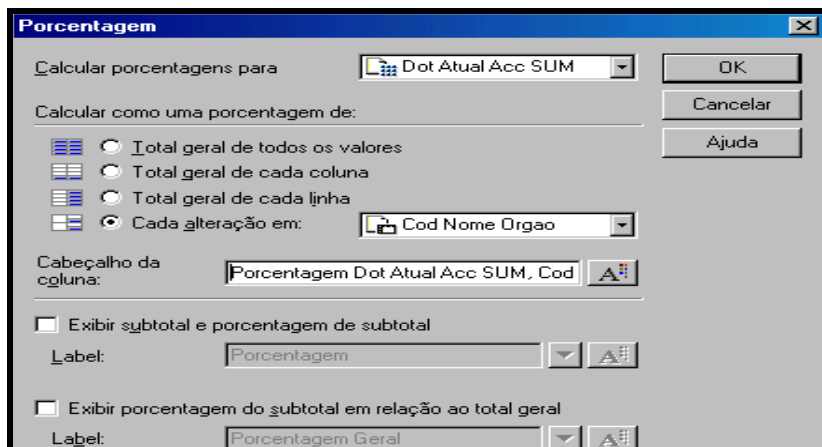 Porcentagem
Calcular porcentagens para Dot Atual Acc SUM OK
Calcular como uma porcentagem de: Cancelar
Total geral de todos os valores Ajuda
Total geral de cada coluna
Total geral de cada linha
Cada alteração em: Cod Nome Orgao
Cabeçalho da
coluna: Porcentagem Dot Atual Acc SUM, Cod A
Exibir subtotal e porcentagem de subtotal
Label: Porcentagem A
Exibir porcentagem do subtotal em relação ao total geral
Label: Porcentagem Geral A